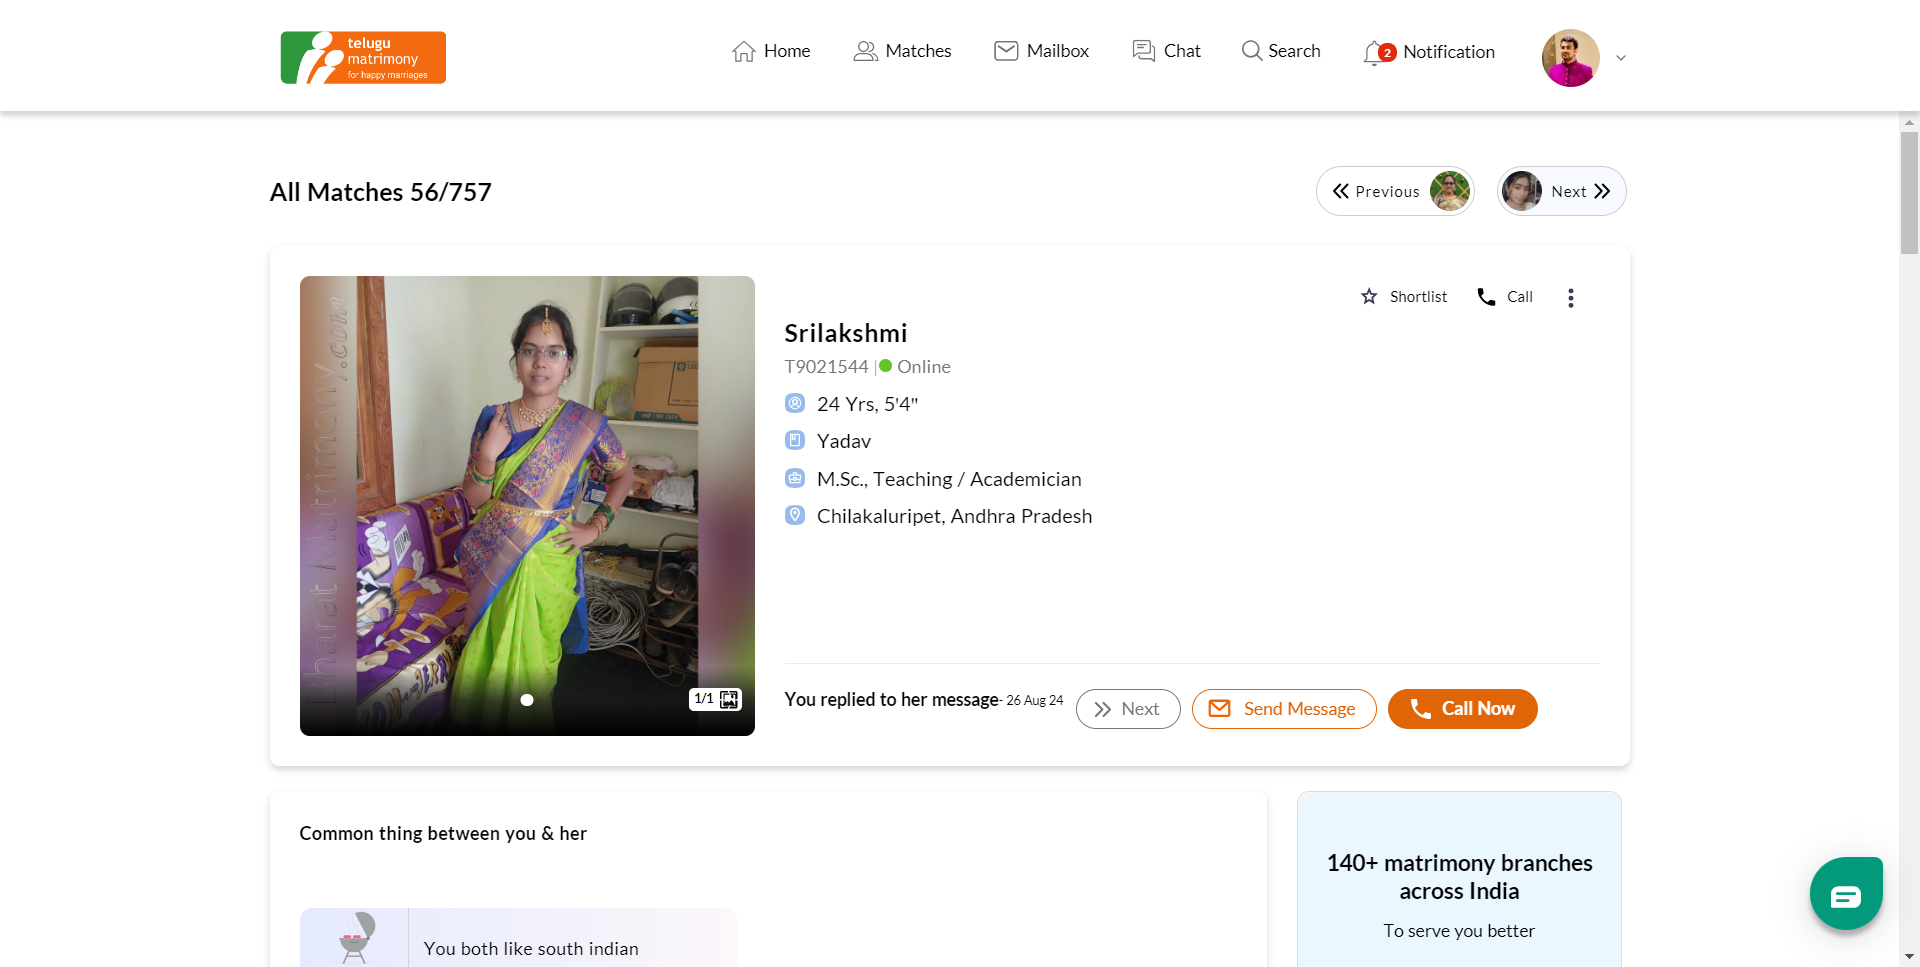 telugu
matrimony
for happy marriages
Home
Matches
Mailbox
Chat
Search
2
Notification
All Matches 56/757
Previous
Next
Shortlist
Call
Srilakshmi
T9021544 | Online
24 Yrs, 5'4"
Yadav
M.Sc., Teaching / Academician
Chilakaluripet, Andhra Pradesh
Bharat Matrimony.com
1/1
You replied to her message- 26 Aug 24
Next
Send Message
Call Now
Common thing between you & her
You both like south indian
140+ matrimony branches
across India
To serve you better